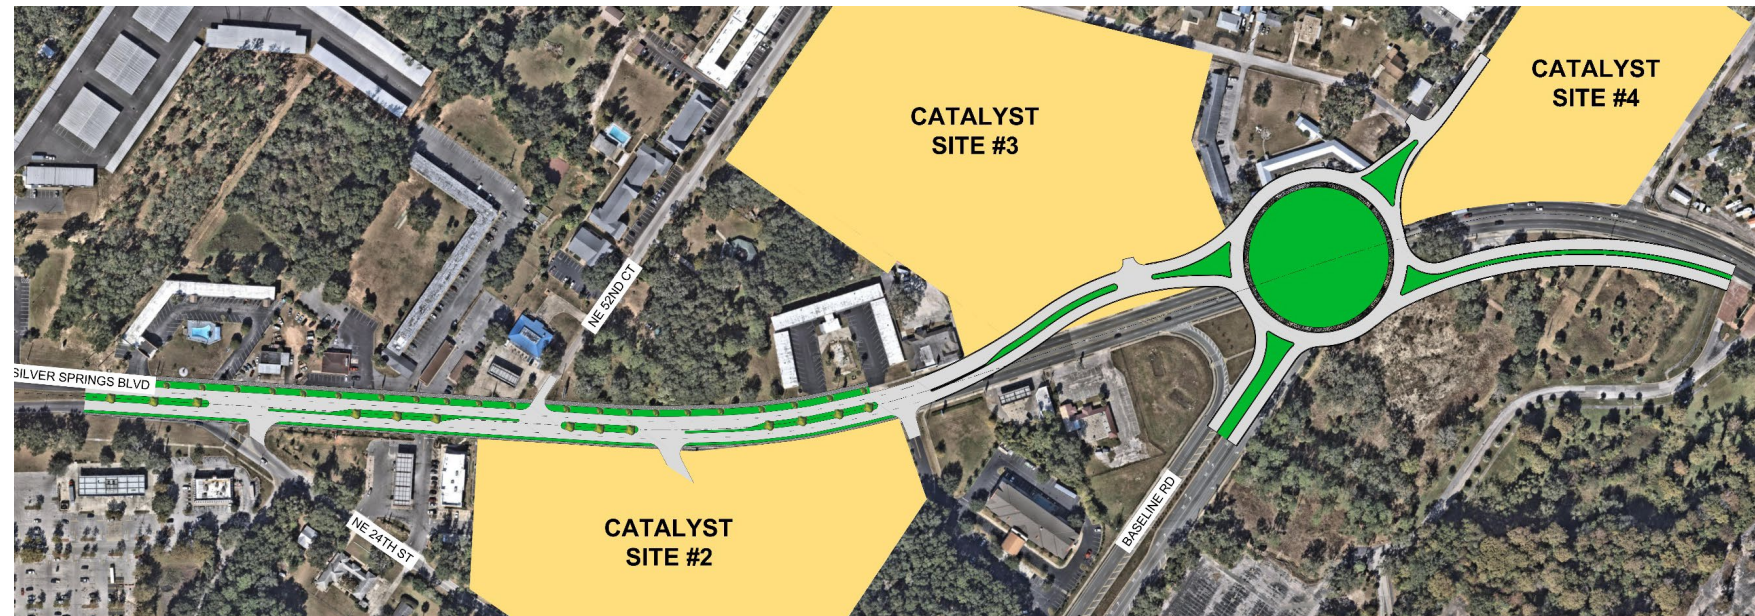 CATALYST
SITE #4
CATALYST
SITE #3
NE 52ND CT
SILVER SPRINGS BLVD
CATALYST
SITE #2
NE 24TH ST
BASELINE RD